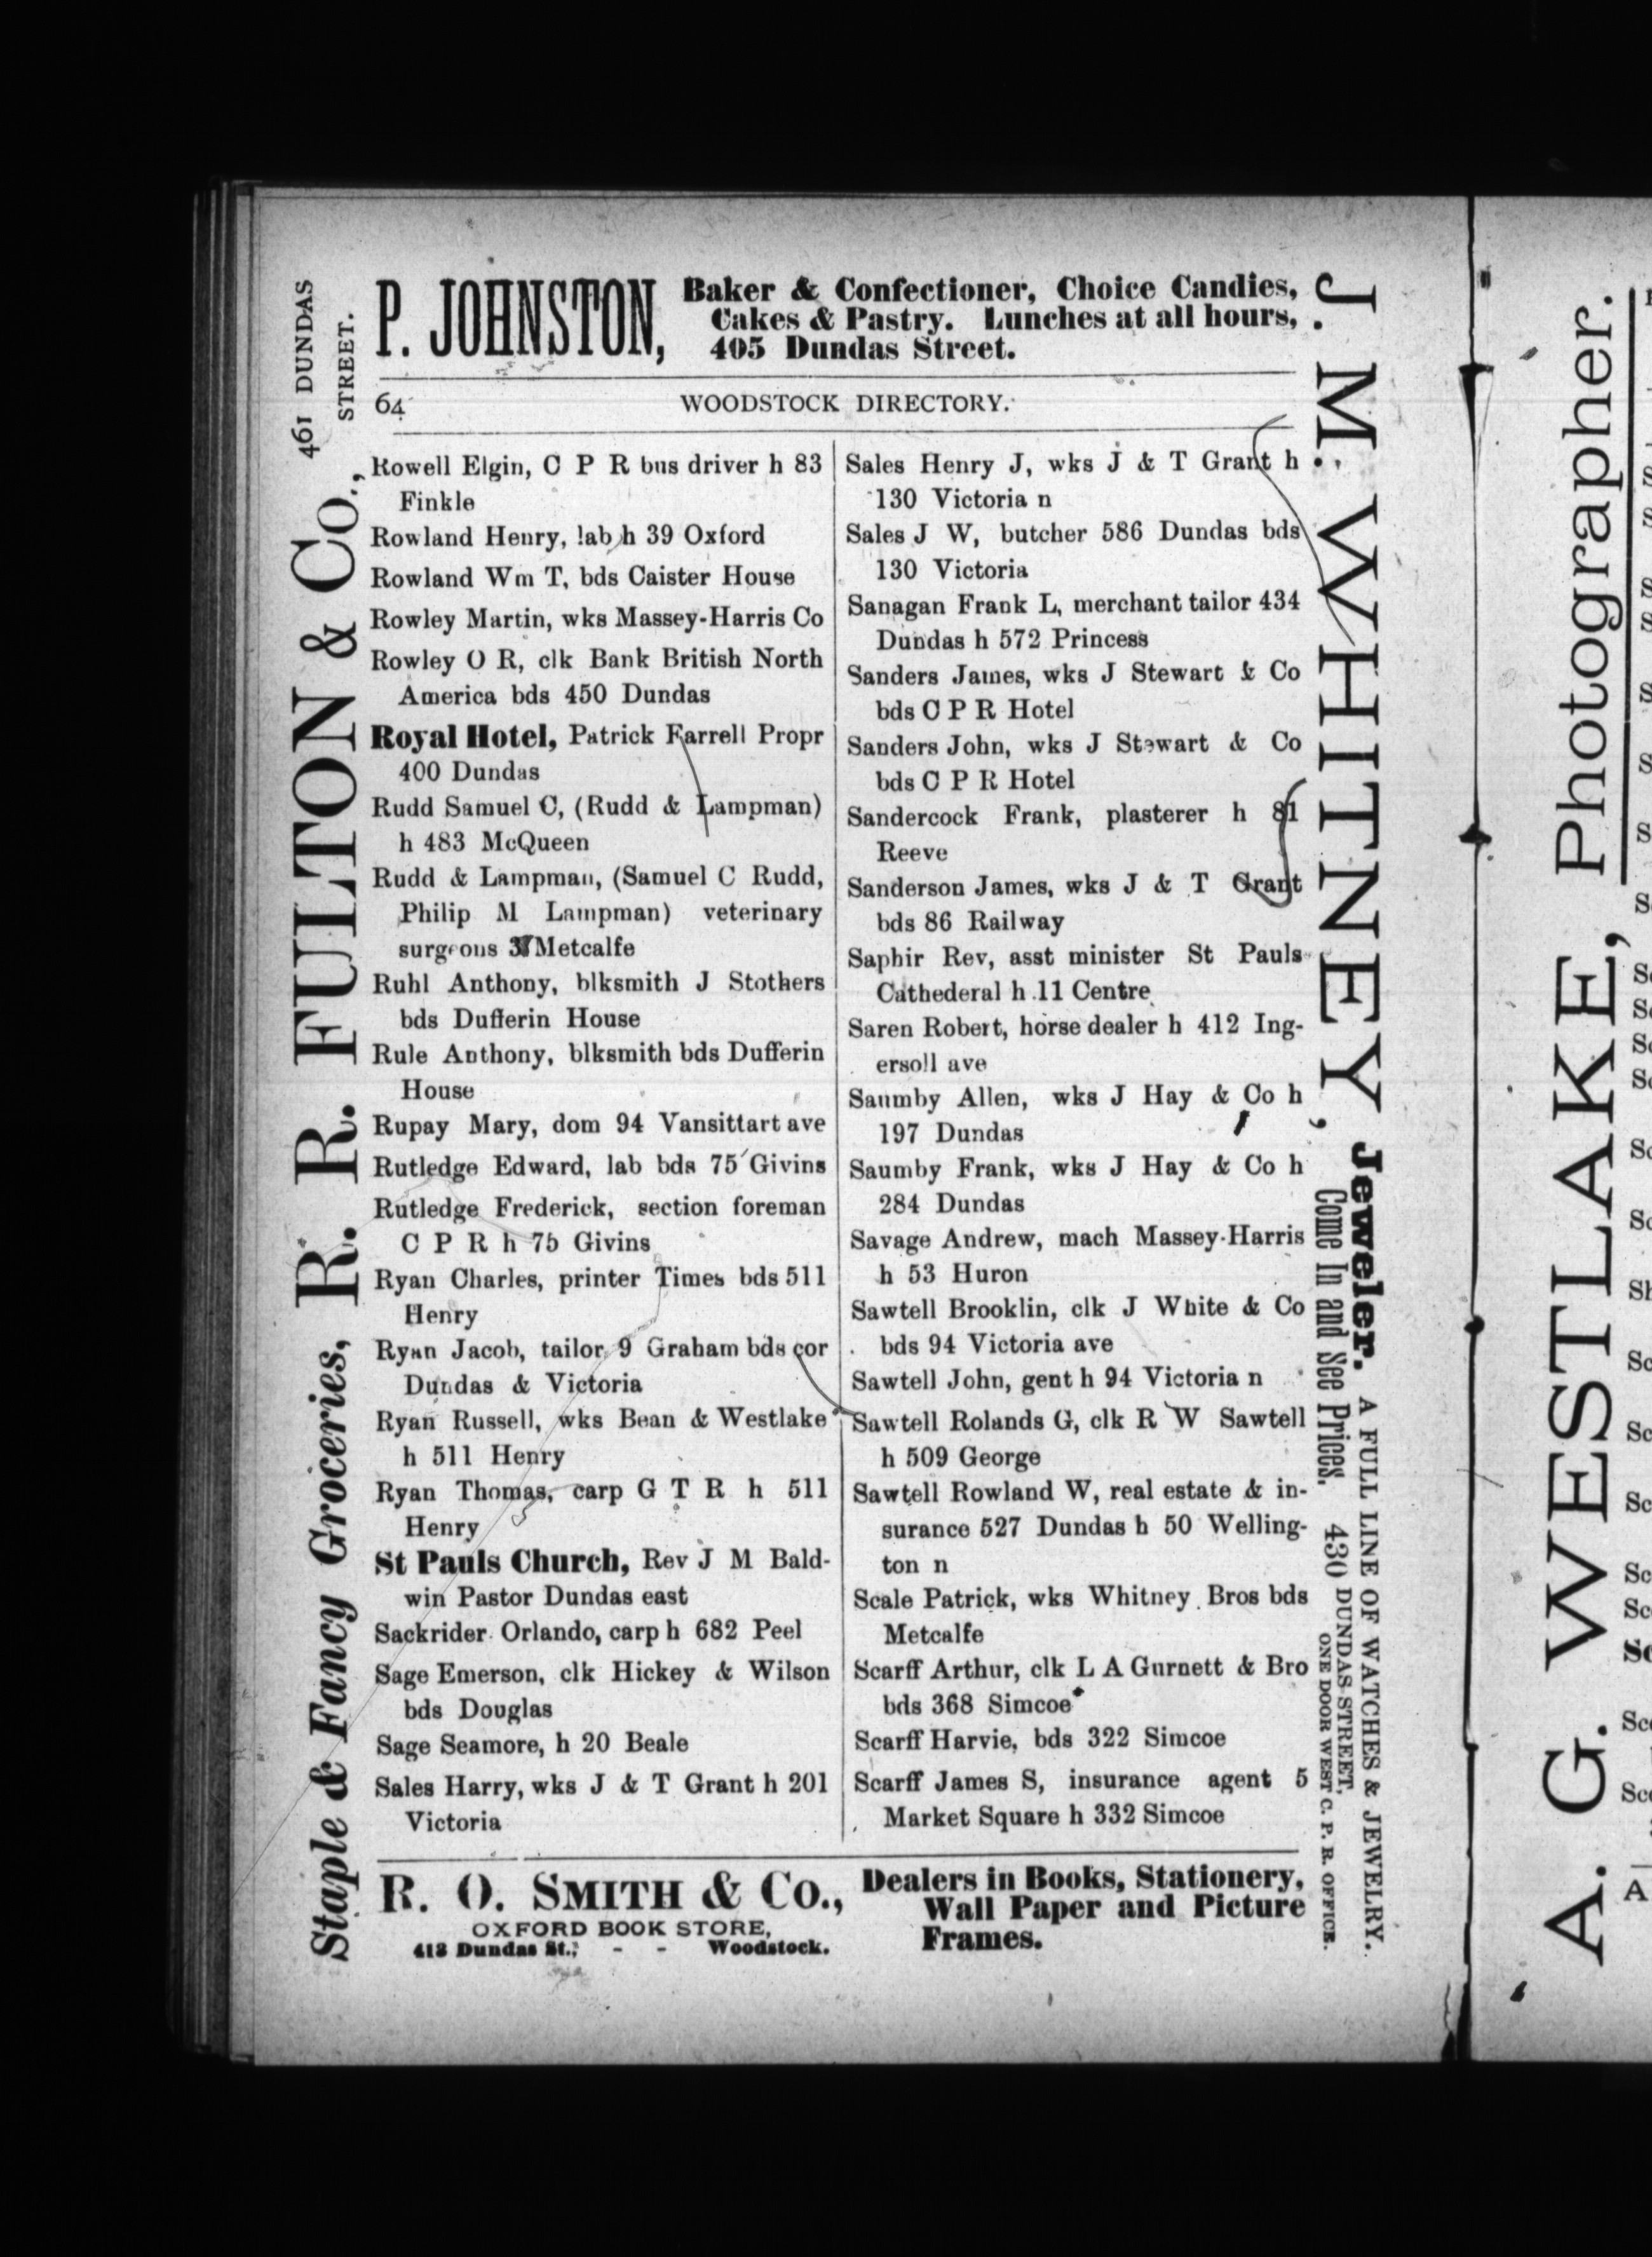 P. JOHNSTON,
Baker & Confectioner, Choice Candies,
Cakes & Pastry. Lunches at all hours,
405 Dundas Street.
64
WOODSTOCK DIRECTORY.
Rowell Elgin, C P R bus driver h 83
Finkle
Rowland Henry, lab h 39 Oxford
Rowland Wm T, bds Caister House
Rowley Martin, wks Massey-Harris Co
Rowley O R, clk Bank British North
America bds 450 Dundas
Royal Hotel, Patrick Farrell Propr
400 Dundas
Rudd Samuel C, (Rudd & Lampman)
h 483 McQueen
Rudd & Lampman, (Samuel C Rudd,
Philip M Lampman) veterinary
surgeons 37 Metcalfe
Ruhl Anthony, blksmith J Stothers
bds Dufferin House
Rule Anthony, blksmith bds Dufferin
House
Rupay Mary, dom 94 Vansittart ave
Rutledge Edward, lab bds 75 Givins
Rutledge Frederick, section foreman
C P R h 75 Givins
Ryan Charles, printer Times bds 511
Henry
Ryan Jacob, tailor 9 Graham bds cor
Dundas & Victoria
Ryan Russell, wks Bean & Westlake
h 511 Henry
Ryan Thomas, carp G T R h 511
Henry
St Pauls Church, Rev J M Bald-
win Pastor Dundas east
Sackrider Orlando, carp h 682 Peel
Sage Emerson, clk Hickey & Wilson
bds Douglas
Sage Seamore, h 20 Beale
Sales Harry, wks J & T Grant h 201
Victoria
Sales Henry J, wks J & T Grant h
130 Victoria n
Sales J W, butcher 586 Dundas bds
130 Victoria
Sanagan Frank L, merchant tailor 434
Dundas h 572 Princess
Sanders James, wks J Stewart & Co
bds C P R Hotel
Sanders John, wks J Stewart & Co
bds C P R Hotel
Sandercock Frank, plasterer h 81
Reeve
Sanderson James, wks J & T Grant
bds 86 Railway
Saphir Rev, asst minister St Pauls
Cathederal h 11 Centre
Saren Robert, horse dealer h 412 Ing-
ersoll ave
Saumby Allen, wks J Hay & Co h
197 Dundas
Saumby Frank, wks J Hay & Co h
284 Dundas
Savage Andrew, mach Massey-Harris
h 53 Huron
Sawtell Brooklin, clk J White & Co
bds 94 Victoria ave
Sawtell John, gent h 94 Victoria n
Sawtell Rolands G, clk R W Sawtell
h 509 George
Sawtell Rowland W, real estate & in-
surance 527 Dundas h 50 Welling-
ton n
Scale Patrick, wks Whitney Bros bds
Metcalfe
Scarff Arthur, clk L A Gurnett & Bro
bds 368 Simcoe
Scarff Harvie, bds 322 Simcoe
Scarff James S, insurance agent 5
Market Square h 332 Simcoe
R. O. SMITH & CO.,
OXFORD BOOK STORE,
418 Dundas St., - - Woodstock.
Dealers in Books, Stationery,
Wall Paper and Picture
Frames.
Staple & Fancy Groceries, R. R. FULTON & CO.,
461 DUNDAS
STREET.
J. M. WHITNEY, Jeweler.
Come In and See Prices.
A FULL LINE OF WATCHES & JEWELRY.
430 DUNDAS STREET,
ONE DOOR WEST C. P. R. OFFICE.
A. G. WESTLAKE, Photographer.